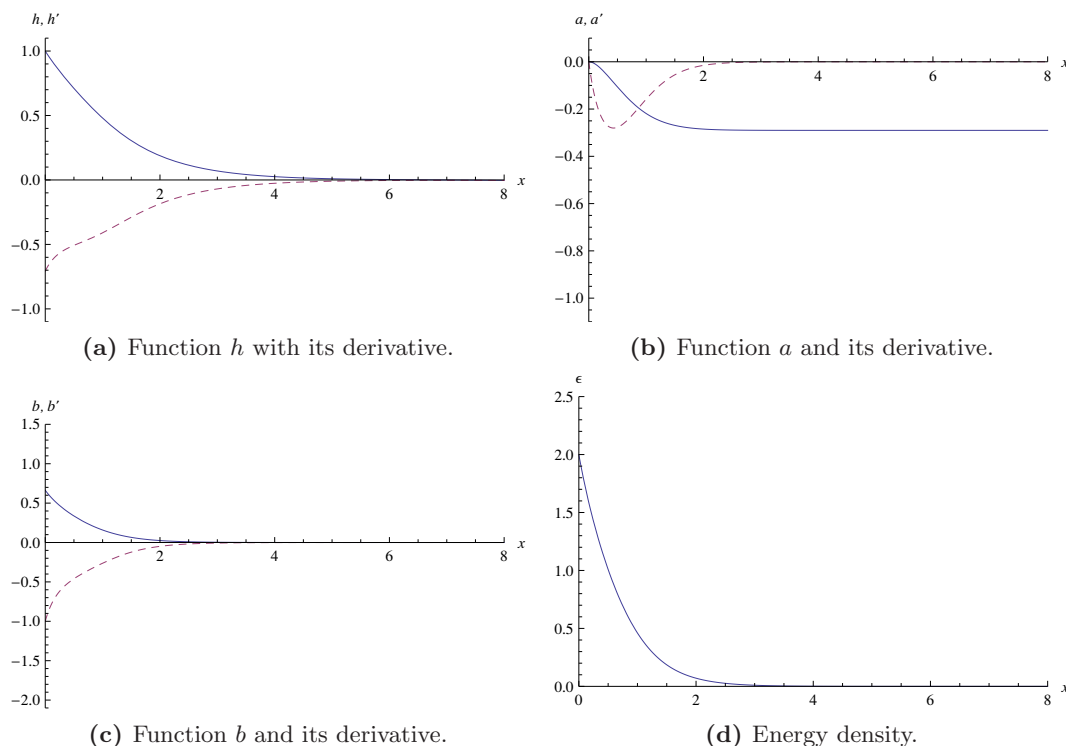 h, h′
1.0
0.5
0.0
2 4 6 8 x
−0.5
−1.0
(a) Function h with its derivative.
a, a′
0.0
2 4 6 8 x
−0.2
−0.4
−0.6
−0.8
−1.0
(b) Function a and its derivative.
b, b′
1.5
1.0
0.5
0.0
2 4 6 8 x
−0.5
−1.0
−1.5
−2.0
(c) Function b and its derivative.
ϵ
2.5
2.0
1.5
1.0
0.5
0.0
0 2 4 6 8 x
(d) Energy density.